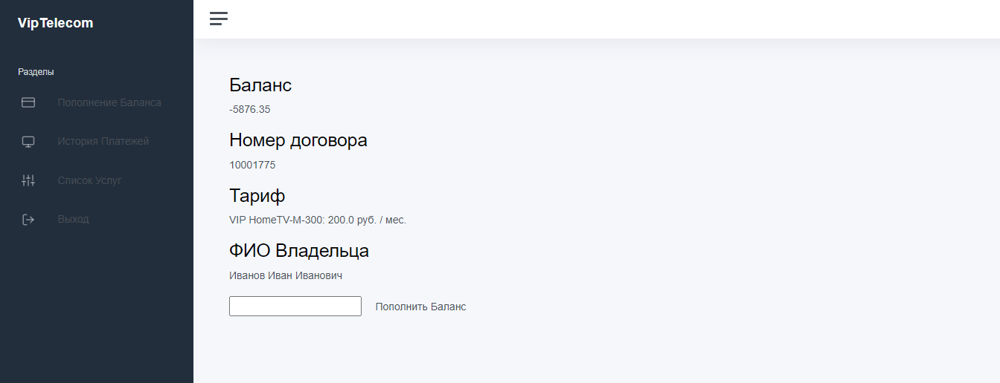 VipTelecom
Разделы
Пополнение Баланса
История Платежей
Список Услуг
Выход
Баланс
-5876.35
Номер договора
10001775
Тариф
VIP HomeTV-M-300: 200.0 руб. / мес.
ФИО Владельца
Иванов Иван Иванович
Пополнить Баланс